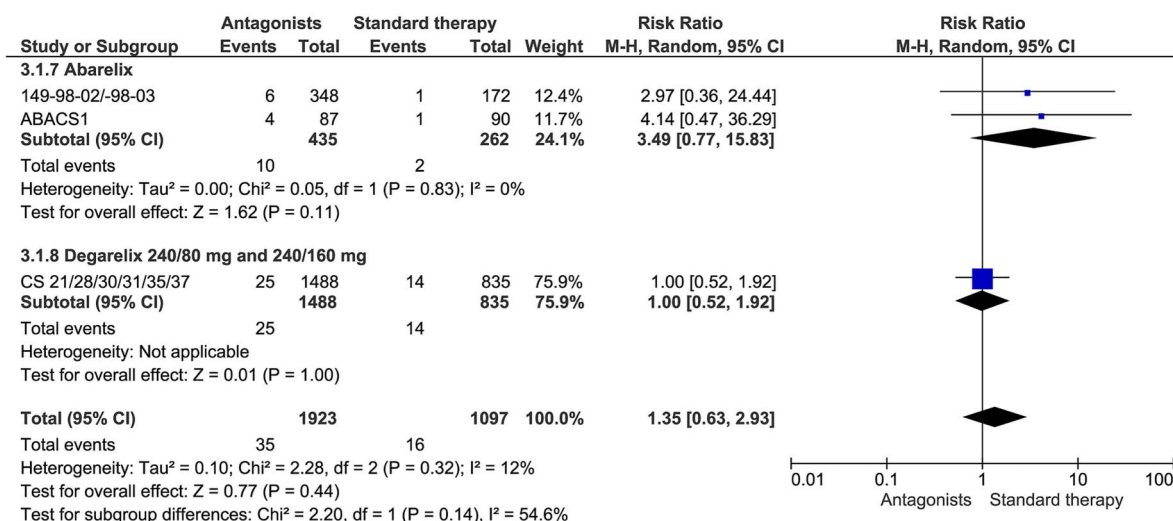 Antagonists Standard therapy Risk Ratio Risk Ratio
Study or Subgroup Events Total Events Total Weight M-H, Random, 95% CI M-H, Random, 95% CI
3.1.7 Abarelix
149-98-02/-98-03 6 348 1 172 12.4% 2.97 [0.36, 24.44]
ABACS1 4 87 1 90 11.7% 4.14 [0.47, 36.29]
Subtotal (95% CI) 435 262 24.1% 3.49 [0.77, 15.83]
Total events 10 2
Heterogeneity: Tau² = 0.00; Chi² = 0.05, df = 1 (P = 0.83); I² = 0%
Test for overall effect: Z = 1.62 (P = 0.11)
3.1.8 Degarelix 240/80 mg and 240/160 mg
CS 21/28/30/31/35/37 25 1488 14 835 75.9% 1.00 [0.52, 1.92]
Subtotal (95% CI) 1488 835 75.9% 1.00 [0.52, 1.92]
Total events 25 14
Heterogeneity: Not applicable
Test for overall effect: Z = 0.01 (P = 1.00)
Total (95% CI) 1923 1097 100.0% 1.35 [0.63, 2.93]
Total events 35 16
Heterogeneity: Tau² = 0.10; Chi² = 2.28, df = 2 (P = 0.32); I² = 12%
Test for overall effect: Z = 0.77 (P = 0.44)
Test for subgroup differences: Chi² = 2.20, df = 1 (P = 0.14), I² = 54.6%
0.01 0.1 1 10 100
Antagonists Standard therapy